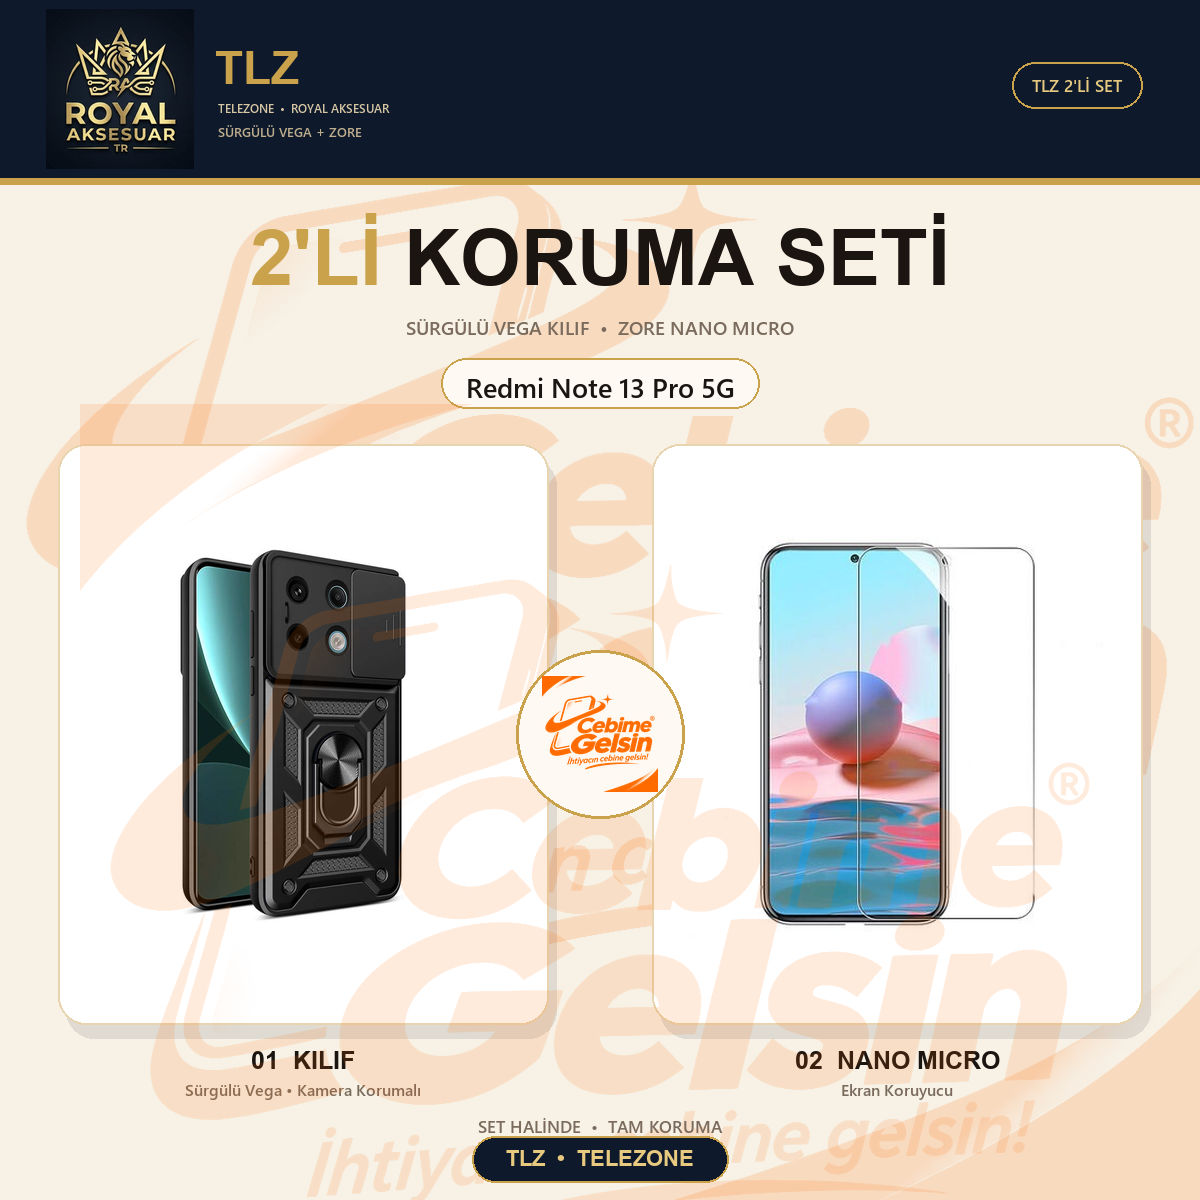 ROYAL
AKSESUAR
TR
TLZ
TELEZONE • ROYAL AKSESUAR
SÜRGÜLÜ VEGA + ZORE
TLZ 2'Lİ SET
2'Lİ KORUMA SETİ
SÜRGÜLÜ VEGA KILIF • ZORE NANO MICRO
Redmi Note 13 Pro 5G
Cebime
Gelsin
İhtiyacın cebine gelsin!
01 KILIF
Sürgülü Vega • Kamera Korumalı
02 NANO MICRO
Ekran Koruyucu
SET HALİNDE • TAM KORUMA
TLZ • TELEZONE
Cebime®
Gelsin